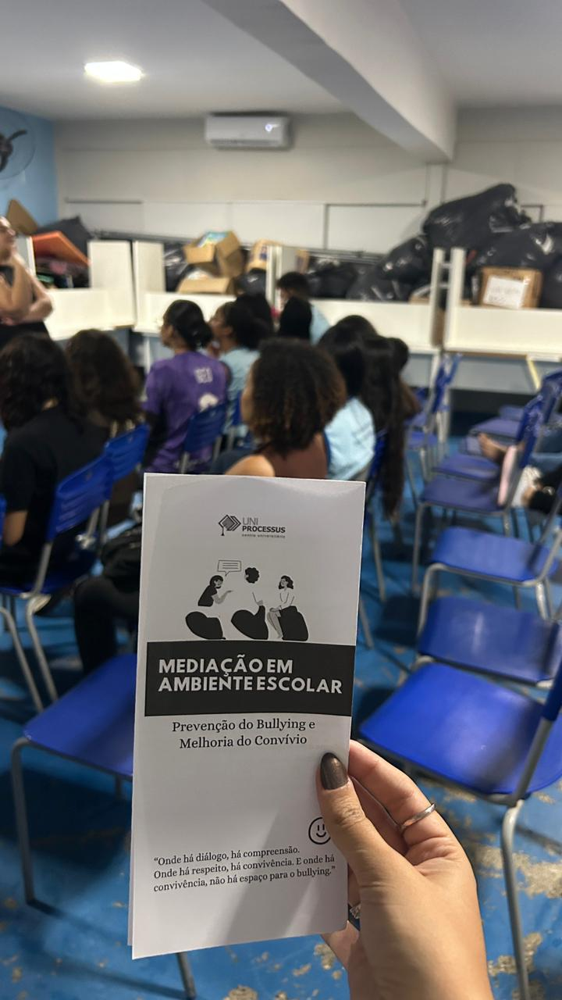 UNI
PROCESSUS
centro universitário
MEDIAÇÃO EM
AMBIENTE ESCOLAR
Prevenção do Bullying e
Melhoria do Convívio
“Onde há diálogo, há compreensão.
Onde há respeito, há convivência. E onde há
convivência, não há espaço para o bullying.”